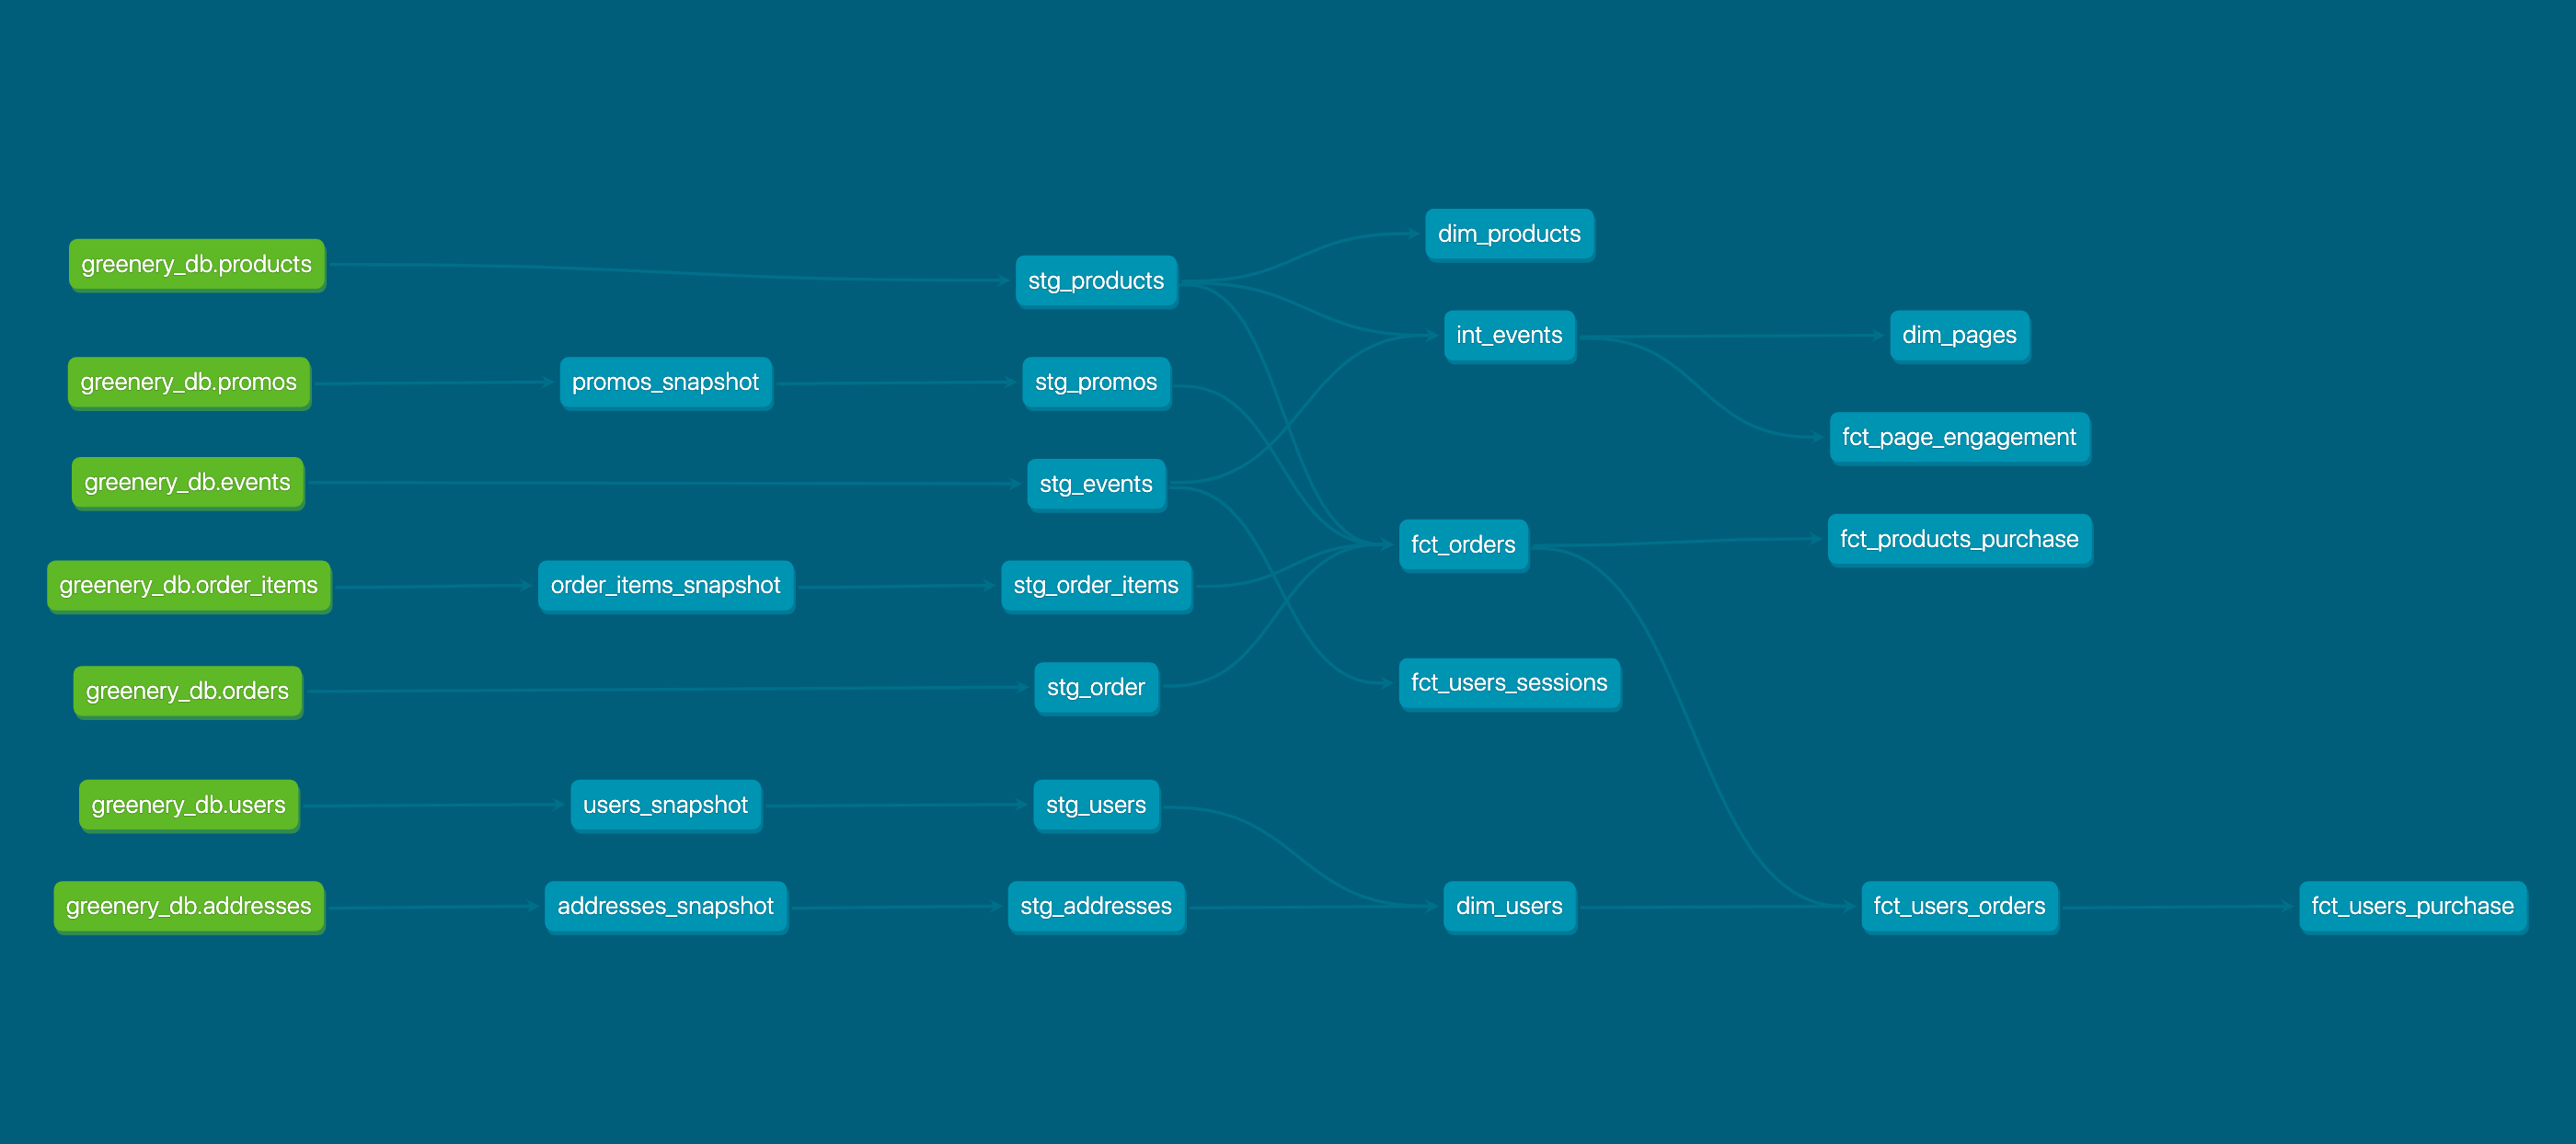 greenery_db.products
greenery_db.promos
greenery_db.events
greenery_db.order_items
greenery_db.orders
greenery_db.users
greenery_db.addresses
promos_snapshot
order_items_snapshot
users_snapshot
addresses_snapshot
stg_products
stg_promos
stg_events
stg_order_items
stg_order
stg_users
stg_addresses
dim_products
int_events
fct_orders
fct_users_sessions
dim_users
dim_pages
fct_page_engagement
fct_products_purchase
fct_users_orders
fct_users_purchase